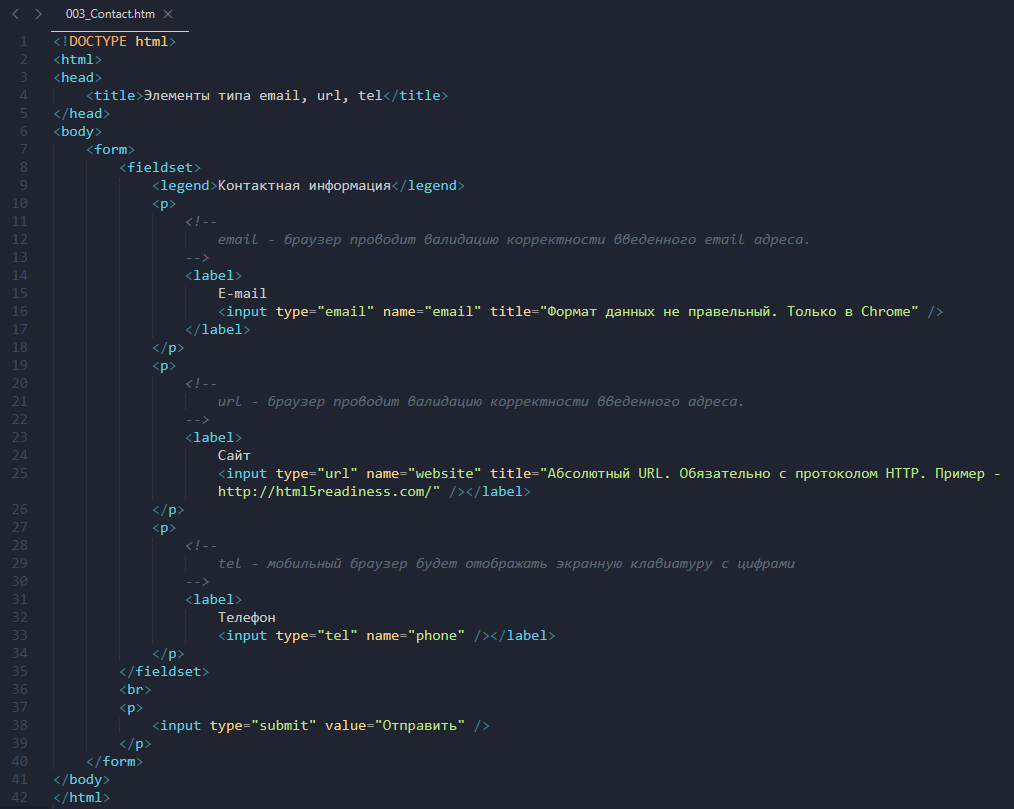 003_Contact.htm ×
1 <!DOCTYPE html>
2 <html>
3 <head>
4     <title>Элементы типа email, url, tel</title>
5 </head>
6 <body>
7     <form>
8         <fieldset>
9             <legend>Контактная информация</legend>
10             <p>
11                 <!--
12                     email - браузер проводит валидацию корректности введенного email адреса.
13                 -->
14                 <label>
15                     E-mail
16                     <input type="email" name="email" title="Формат данных не правельный. Только в Chrome" />
17                 </label>
18             </p>
19             <p>
20                 <!--
21                     url - браузер проводит валидацию корректности введенного адреса.
22                 -->
23                 <label>
24                     Сайт
25                     <input type="url" name="website" title="Абсолютный URL. Обязательно с протоколом HTTP. Пример -
                    http://html5readiness.com/" /></label>
26             </p>
27             <p>
28                 <!--
29                     tel - мобильный браузер будет отображать экранную клавиатуру с цифрами
30                 -->
31                 <label>
32                     Телефон
33                     <input type="tel" name="phone" /></label>
34             </p>
35         </fieldset>
36         <br>
37         <p>
38             <input type="submit" value="Отправить" />
39         </p>
40     </form>
41 </body>
42 </html>